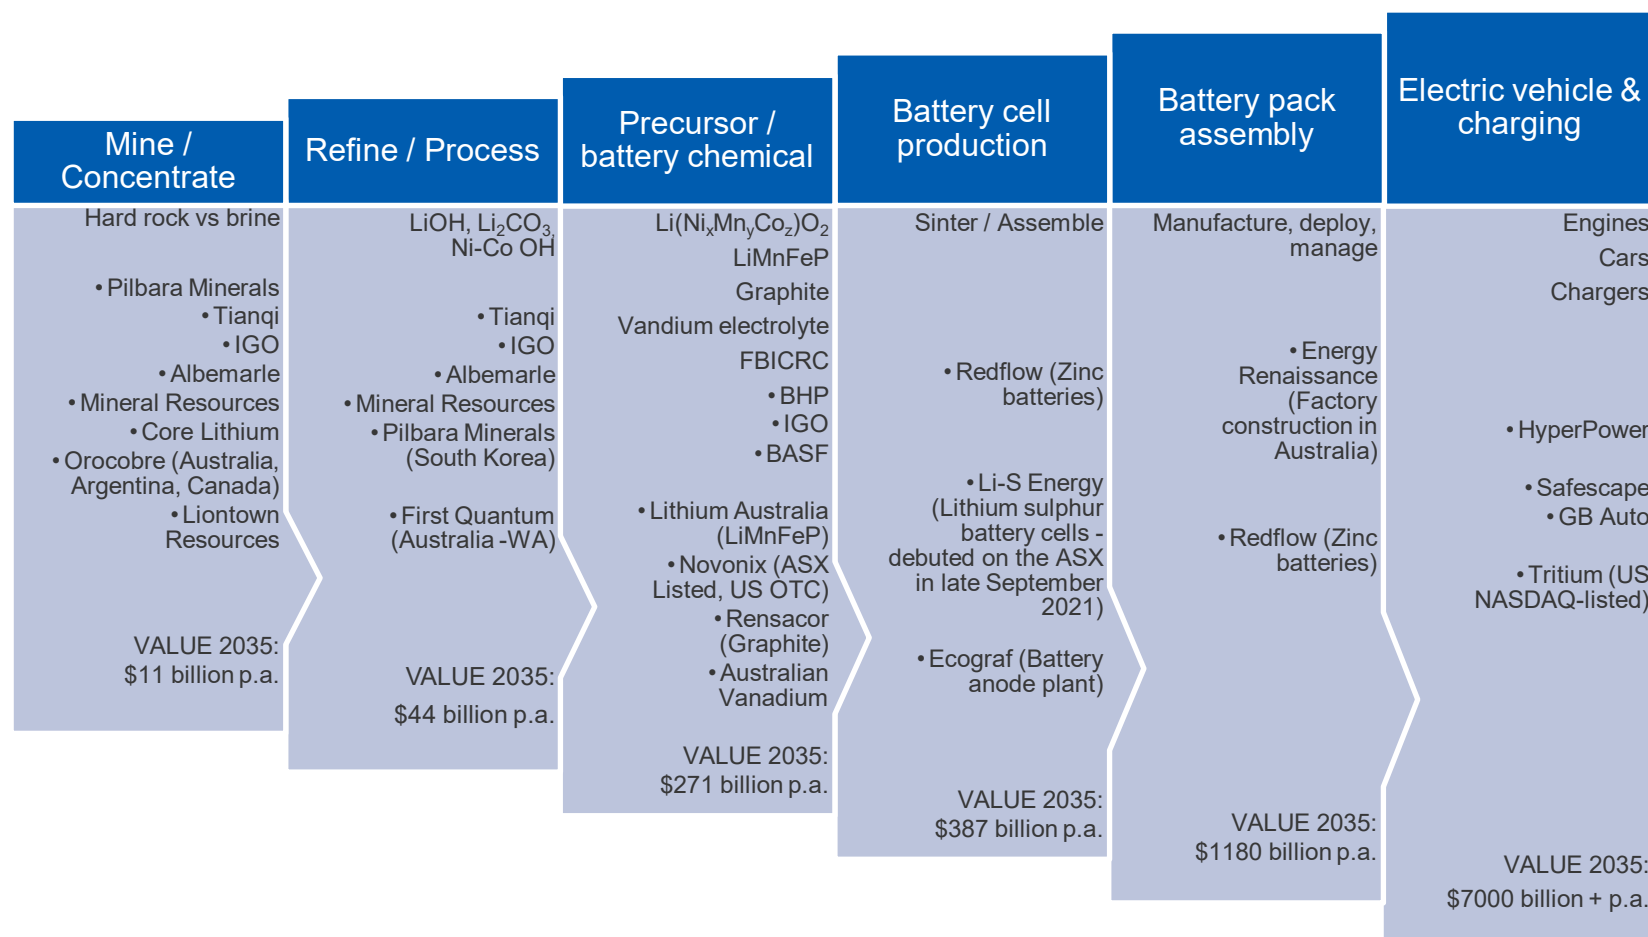 Mine /
Concentrate
Hard rock vs brine
• Pilbara Minerals
• Tianqi
• IGO
• Albemarle
• Mineral Resources
• Core Lithium
• Orocobre (Australia,
Argentina, Canada)
• Liontown
Resources
VALUE 2035:
$11 billion p.a.
Refine / Process
LiOH, Li₂CO₃,
Ni-Co OH
• Tianqi
• IGO
• Albemarle
• Mineral Resources
• Pilbara Minerals
(South Korea)
• First Quantum
(Australia -WA)
VALUE 2035:
$44 billion p.a.
Precursor /
battery chemical
Li(NiₓMnᵧCo_z)O₂
LiMnFeP
Graphite
Vandium electrolyte
FBICRC
• BHP
• IGO
• BASF
• Lithium Australia
(LiMnFeP)
• Novonix (ASX
Listed, US OTC)
• Rensacor
(Graphite)
• Australian
Vanadium
VALUE 2035:
$271 billion p.a.
Battery cell
production
Sinter / Assemble
• Redflow (Zinc
batteries)
• Li-S Energy
(Lithium sulphur
battery cells -
debuted on the ASX
in late September
2021)
• Ecograf (Battery
anode plant)
VALUE 2035:
$387 billion p.a.
Battery pack
assembly
Manufacture, deploy,
manage
• Energy
Renaissance
(Factory
construction in
Australia)
• Redflow (Zinc
batteries)
VALUE 2035:
$1180 billion p.a.
Electric vehicle &
charging
Engines
Cars
Chargers
• HyperPower
• Safescape
• GB Auto
• Tritium (US
NASDAQ-listed)
VALUE 2035:
$7000 billion + p.a.